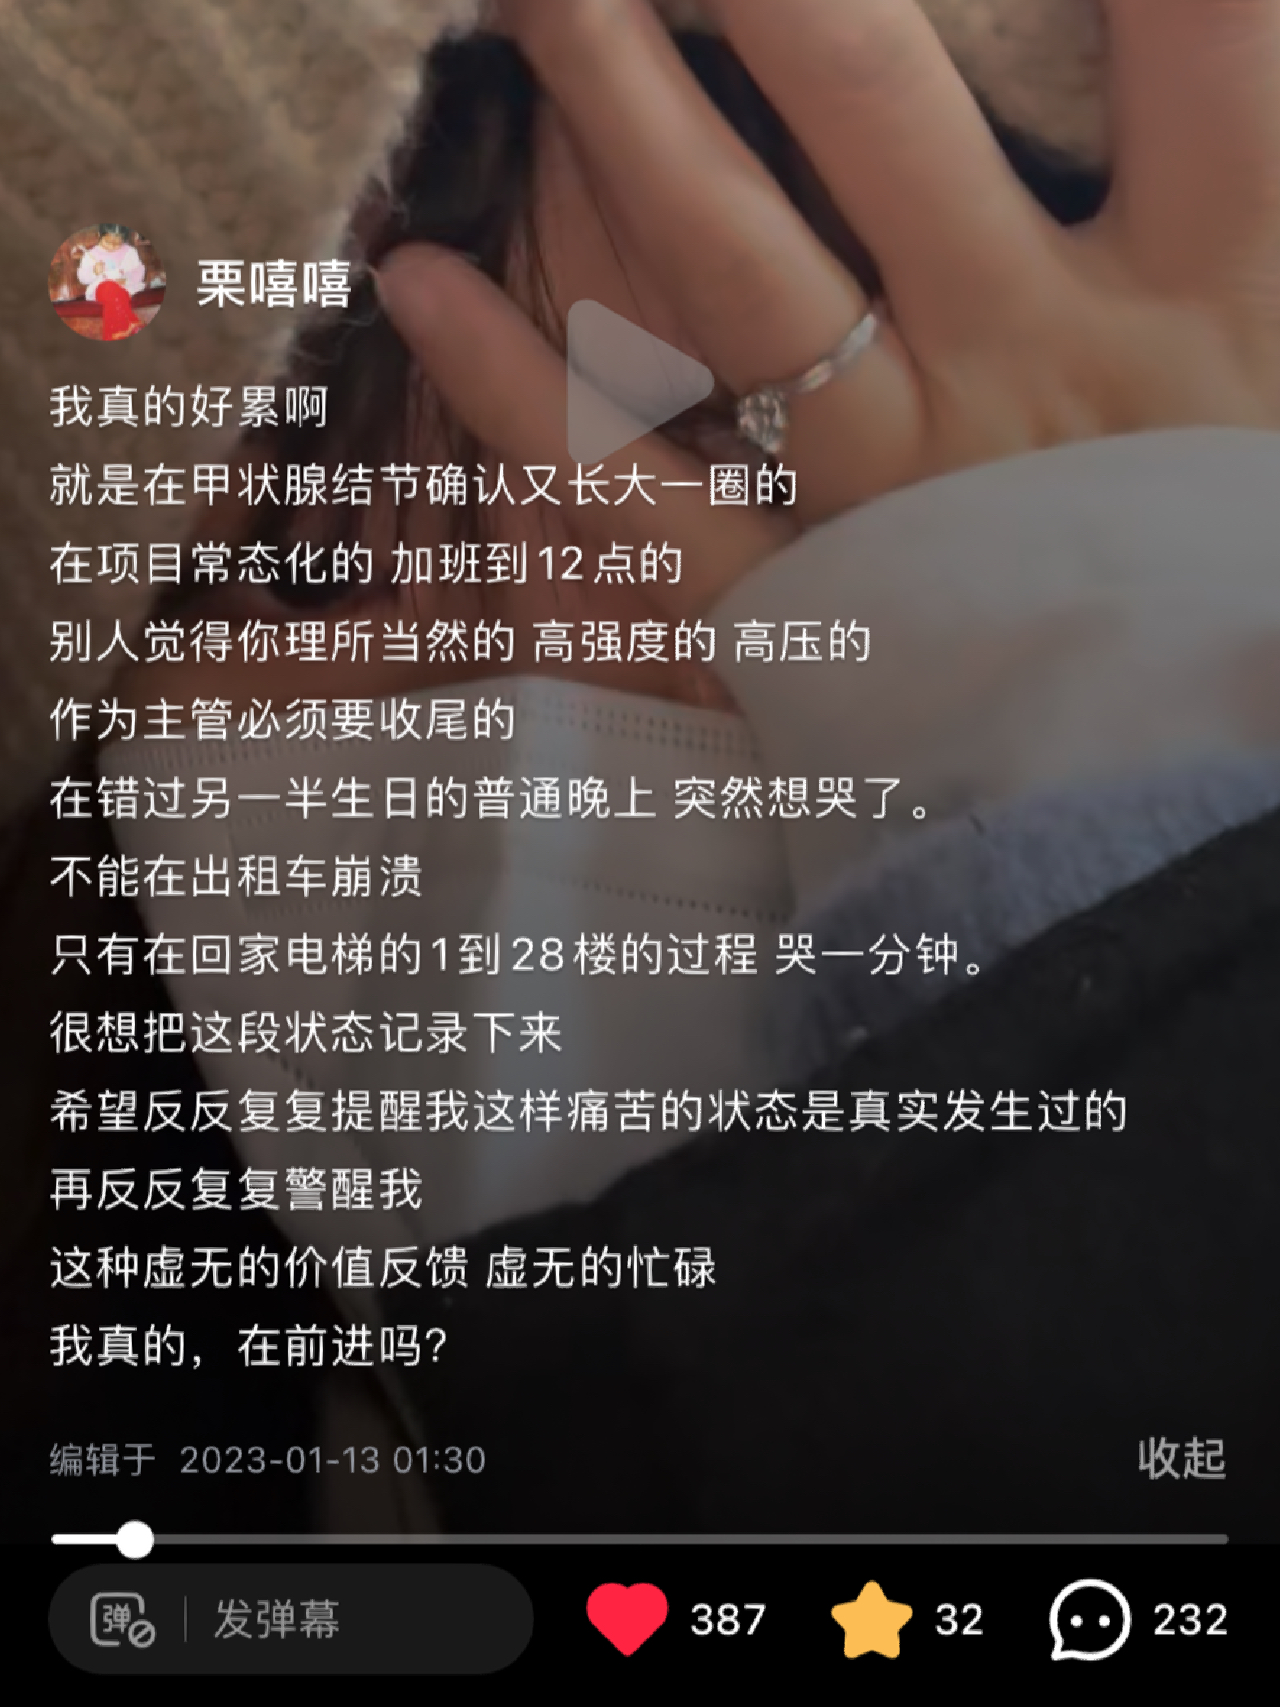 栗嘻嘻
我真的好累啊
就是在甲状腺结节确认又长大一圈的
在项目常态化的 加班到12点的
别人觉得你理所当然的 高强度的 高压的
作为主管必须要收尾的
在错过另一半生日的普通晚上 突然想哭了。
不能在出租车崩溃
只有在回家电梯的1到28楼的过程 哭一分钟。
很想把这段状态记录下来
希望反反复复提醒我这样痛苦的状态是真实发生过的
再反反复复警醒我
这种虚无的价值反馈 虚无的忙碌
我真的，在前进吗？
编辑于 2023-01-13 01:30 收起
弹 发弹幕 387 32 232